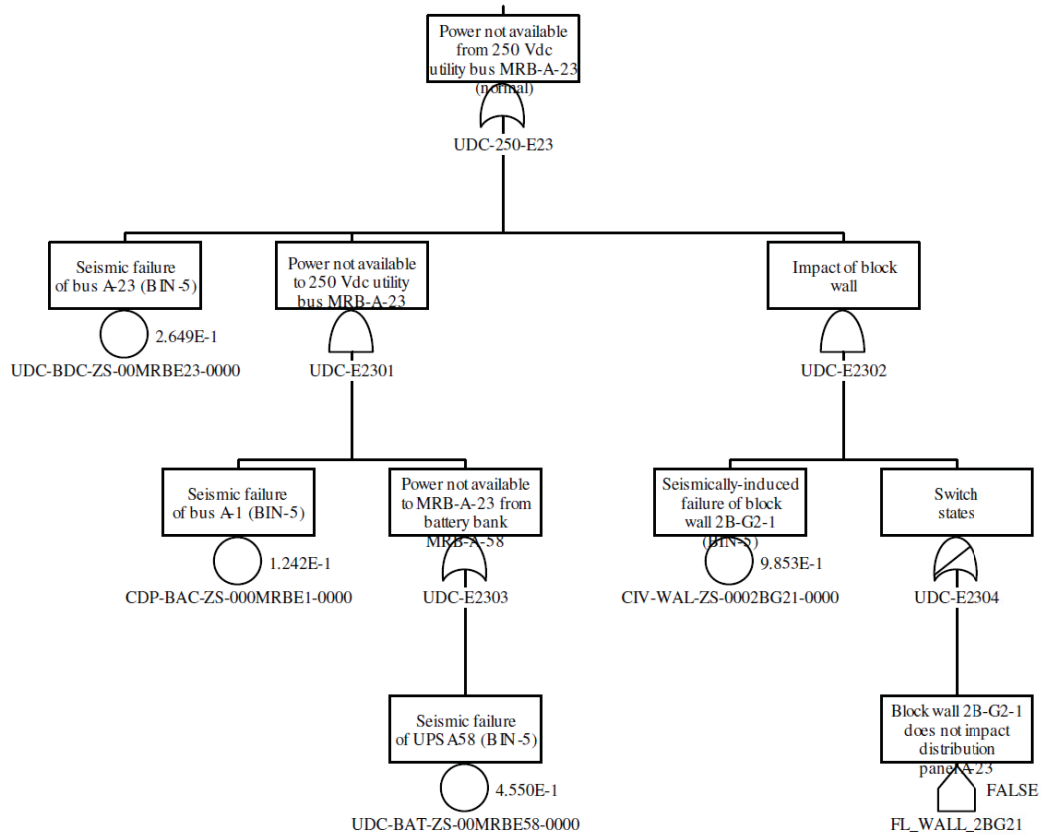 Power not available
from 250 Vdc
utility bus MRB-A-23
(normal)
UDC-250-E23
Seismic failure
of bus A-23 (BIN-5)
2.649E-1
UDC-BDC-ZS-00MRBE23-0000
Power not available
to 250 Vdc utility
bus MRB-A-23
UDC-E2301
Impact of block
wall
UDC-E2302
Seismic failure
of bus A-1 (BIN-5)
1.242E-1
CDP-BAC-ZS-000MRBE1-0000
Power not available
to MRB-A-23 from
battery bank
MRB-A-58
UDC-E2303
Seismically-induced
failure of block
wall 2B-G2-1
(BIN-5)
9.853E-1
CIV-WAL-ZS-0002BG21-0000
Switch
states
UDC-E2304
Seismic failure
of UPS A58 (BIN-5)
4.550E-1
UDC-BAT-ZS-00MRBE58-0000
Block wall 2B-G2-1
does not impact
distribution
panel A-23
FALSE
FL_WALL_2BG21